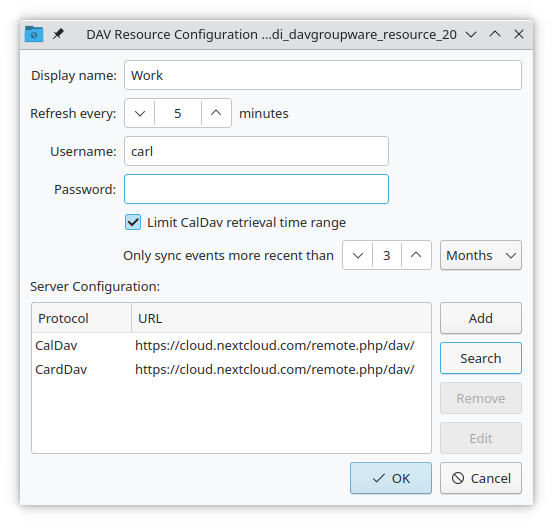 DAV Resource Configuration ...di_davgroupware_resource_20
Display name: Work
Refresh every: 5 minutes
Username: carl
Password:
Limit CalDav retrieval time range
Only sync events more recent than 3 Months
Server Configuration:
Protocol URL Add
CalDav https://cloud.nextcloud.com/remote.php/dav/
Search
CardDav https://cloud.nextcloud.com/remote.php/dav/
Remove
Edit
OK Cancel